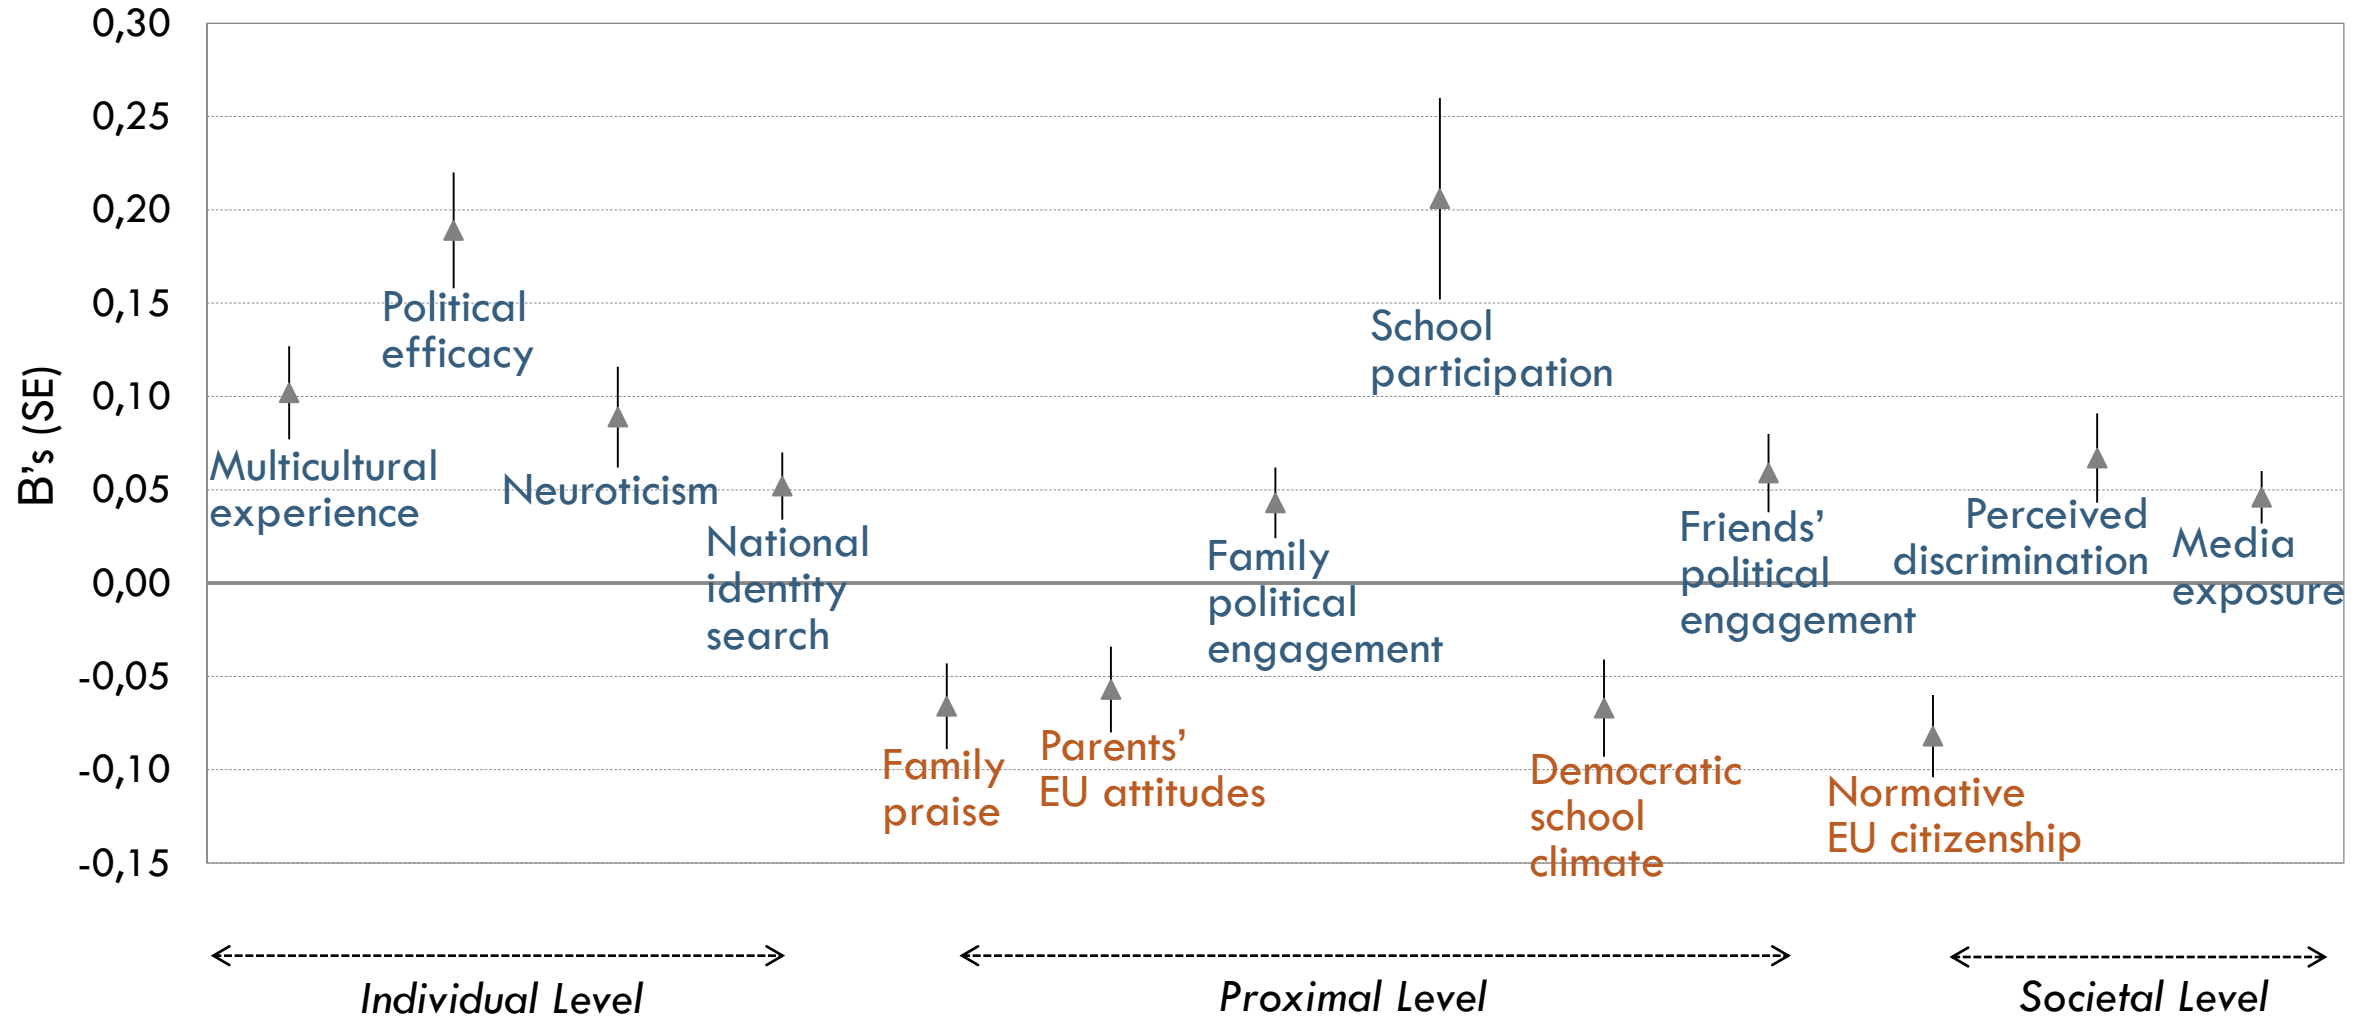 0,30
0,25
0,20
0,15
0,10
0,05
0,00
-0,05
-0,10
-0,15
B's (SE)
Multicultural
experience
Political
efficacy
Neuroticism
National
identity
search
Family
praise
Parents’
EU attitudes
Family
political
engagement
School
participation
Democratic
school
climate
Friends’
political
engagement
Normative
EU citizenship
Perceived
discrimination
Media
exposure
Individual Level
Proximal Level
Societal Level